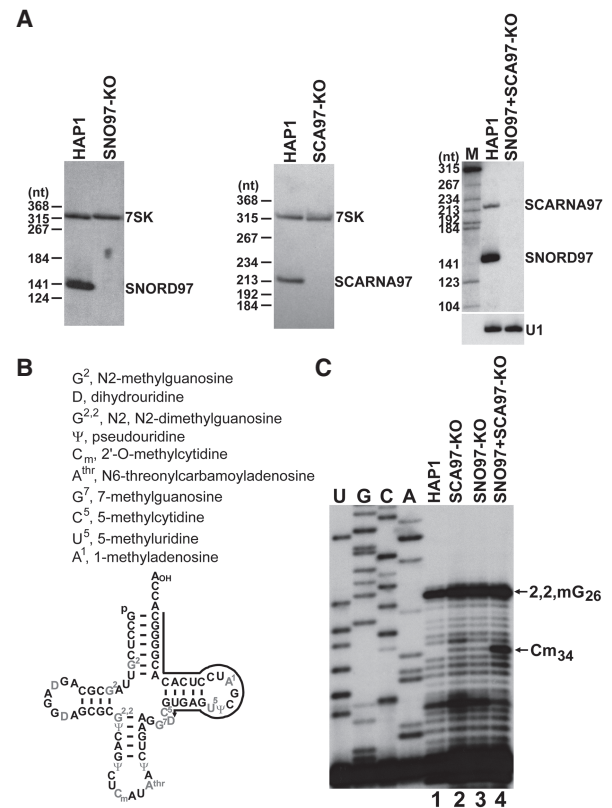 A
HAP1
SNO97-KO
(nt)
368
315
267
184
141
124
7SK
SNORD97
HAP1
SCA97-KO
(nt)
368
315
267
234
213
192
184
7SK
SCARNA97
(nt) M HAP1 SNO97+SCA97-KO
315
267
234
213
192
184
141
123
104
SCARNA97
SNORD97
U1
B
G2, N2-methylguanosine
D, dihydrouridine
G2,2, N2, N2-dimethylguanosine
Ψ, pseudouridine
Cm, 2'-O-methylcytidine
Athr, N6-threonylcarbamoyladenosine
G7, 7-methylguanosine
C5, 5-methylcytidine
U5, 5-methyluridine
A1, 1-methyladenosine
AOH
p
C
U G C A
HAP1
SCA97-KO
SNO97-KO
SNO97+SCA97-KO
2,2,mG26
Cm34
1 2 3 4